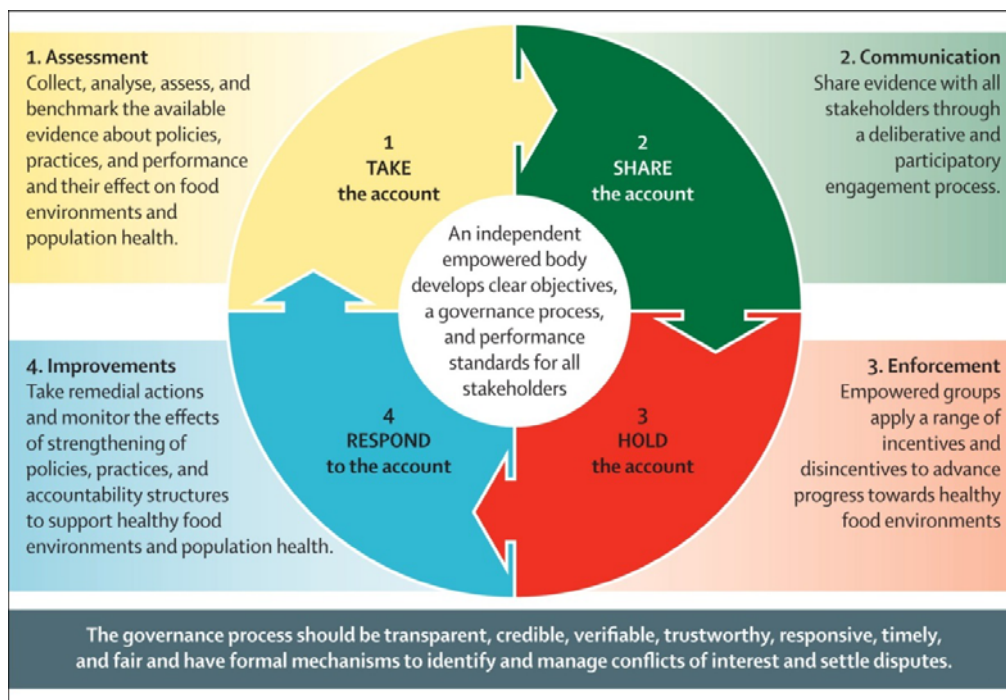 1. Assessment
Collect, analyse, assess, and
benchmark the available
evidence about policies,
practices, and performance
and their effect on food
environments and
population health.
1
TAKE
the account
2
SHARE
the account
2. Communication
Share evidence with all
stakeholders through
a deliberative and
participatory
engagement process.
An independent
empowered body
develops clear objectives,
a governance process,
and performance
standards for all
stakeholders
4. Improvements
Take remedial actions
and monitor the effects
of strengthening of
policies, practices, and
accountability structures
to support healthy food
environments and population health.
4
RESPOND
to the account
3
HOLD
the account
3. Enforcement
Empowered groups
apply a range of
incentives and
disincentives to advance
progress towards healthy
food environments
The governance process should be transparent, credible, verifiable, trustworthy, responsive, timely,
and fair and have formal mechanisms to identify and manage conflicts of interest and settle disputes.